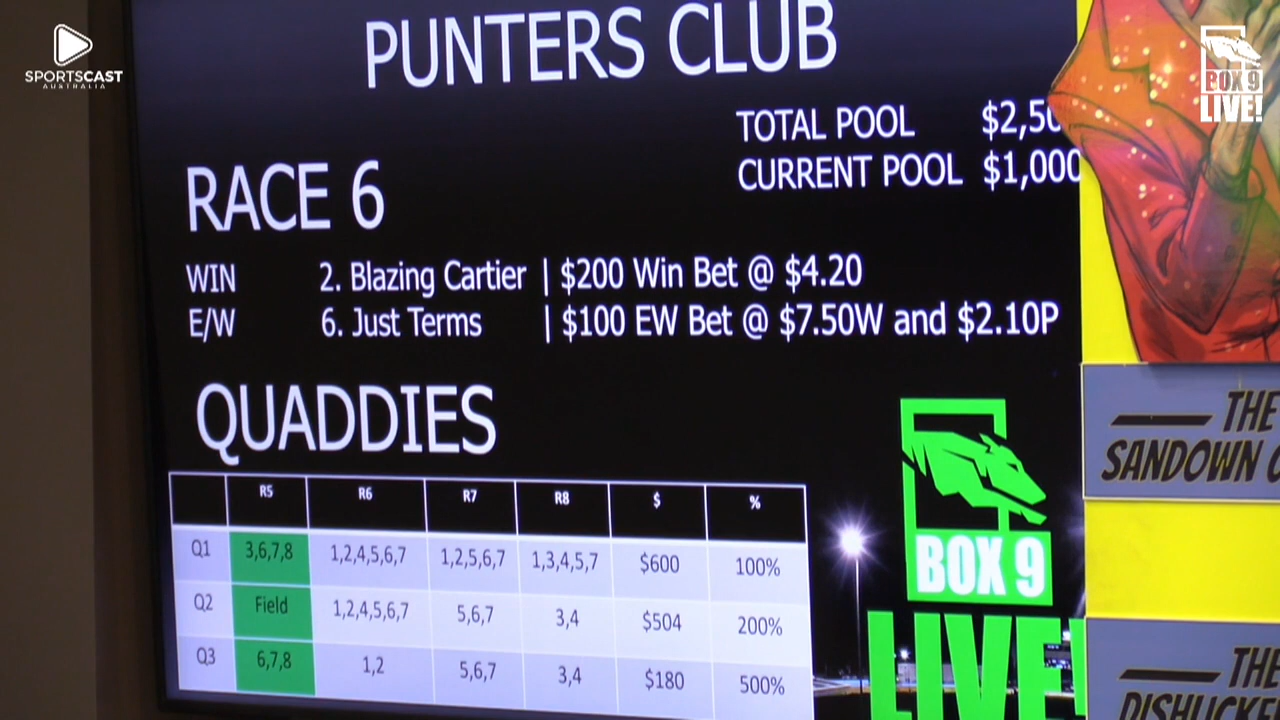 SPORTSCAST
AUSTRALIA
BOX 9
LIVE!
PUNTERS CLUB
TOTAL POOL $2,50
CURRENT POOL $1,000
RACE 6
WIN 2. Blazing Cartier | $200 Win Bet @ $4.20
E/W 6. Just Terms | $100 EW Bet @ $7.50W and $2.10P
QUADDIES
R5 R6 R7 R8 $ %
Q1 3,6,7,8 1,2,4,5,6,7 1,2,5,6,7 1,3,4,5,7 $600 100%
Q2 Field 1,2,4,5,6,7 5,6,7 3,4 $504 200%
Q3 6,7,8 1,2 5,6,7 3,4 $180 500%
BOX 9
LIVE!
THE
SANDOWN
THE
DISHLICKE